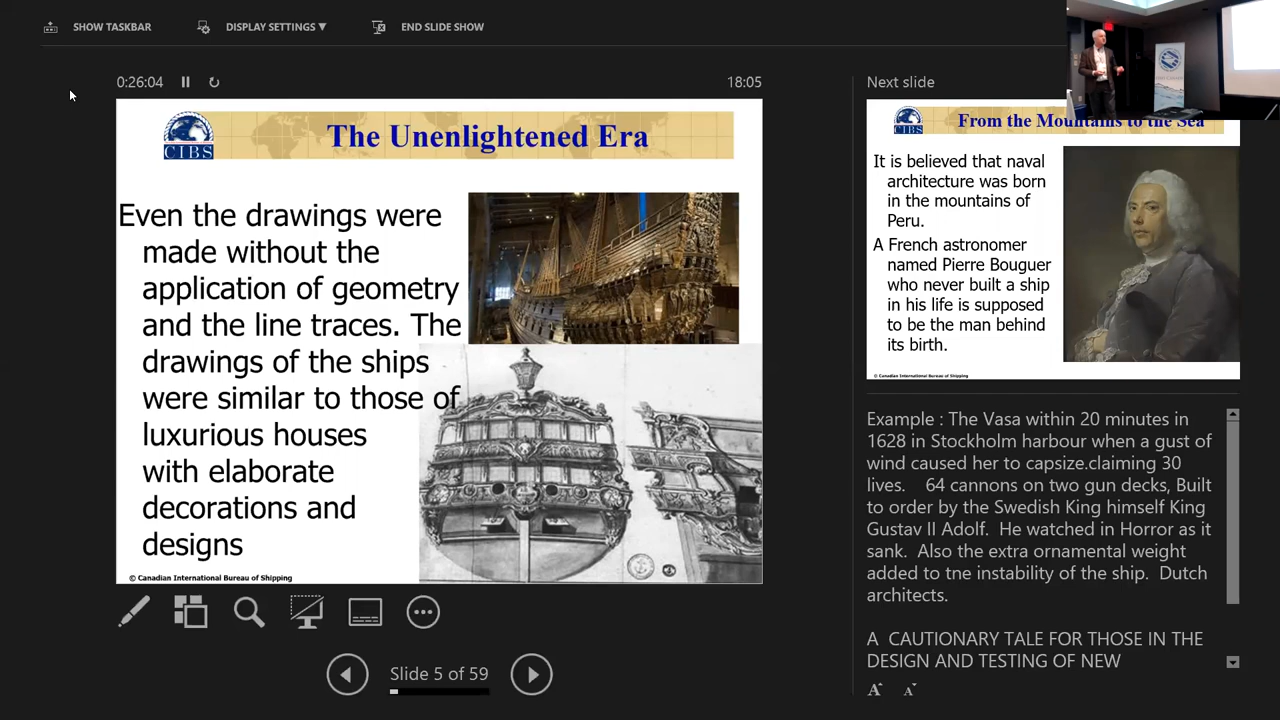 SHOW TASKBAR
DISPLAY SETTINGS ▼
END SLIDE SHOW
0:26:04
18:05
CIBS
The Unenlightened Era
Even the drawings were
made without the
application of geometry
and the line traces. The
drawings of the ships
were similar to those of
luxurious houses
with elaborate
decorations and
designs
© Canadian International Bureau of Shipping
Slide 5 of 59
Next slide
CIBS
From the Mountains to the Sea
It is believed that naval
architecture was born
in the mountains of
Peru.
A French astronomer
named Pierre Bouguer
who never built a ship
in his life is supposed
to be the man behind
its birth.
© Canadian International Bureau of Shipping
Example : The Vasa within 20 minutes in
1628 in Stockholm harbour when a gust of
wind caused her to capsize.claiming 30
lives. 64 cannons on two gun decks, Built
to order by the Swedish King himself King
Gustav II Adolf. He watched in Horror as it
sank. Also the extra ornamental weight
added to tne instability of the ship. Dutch
architects.
A CAUTIONARY TALE FOR THOSE IN THE
DESIGN AND TESTING OF NEW
A A